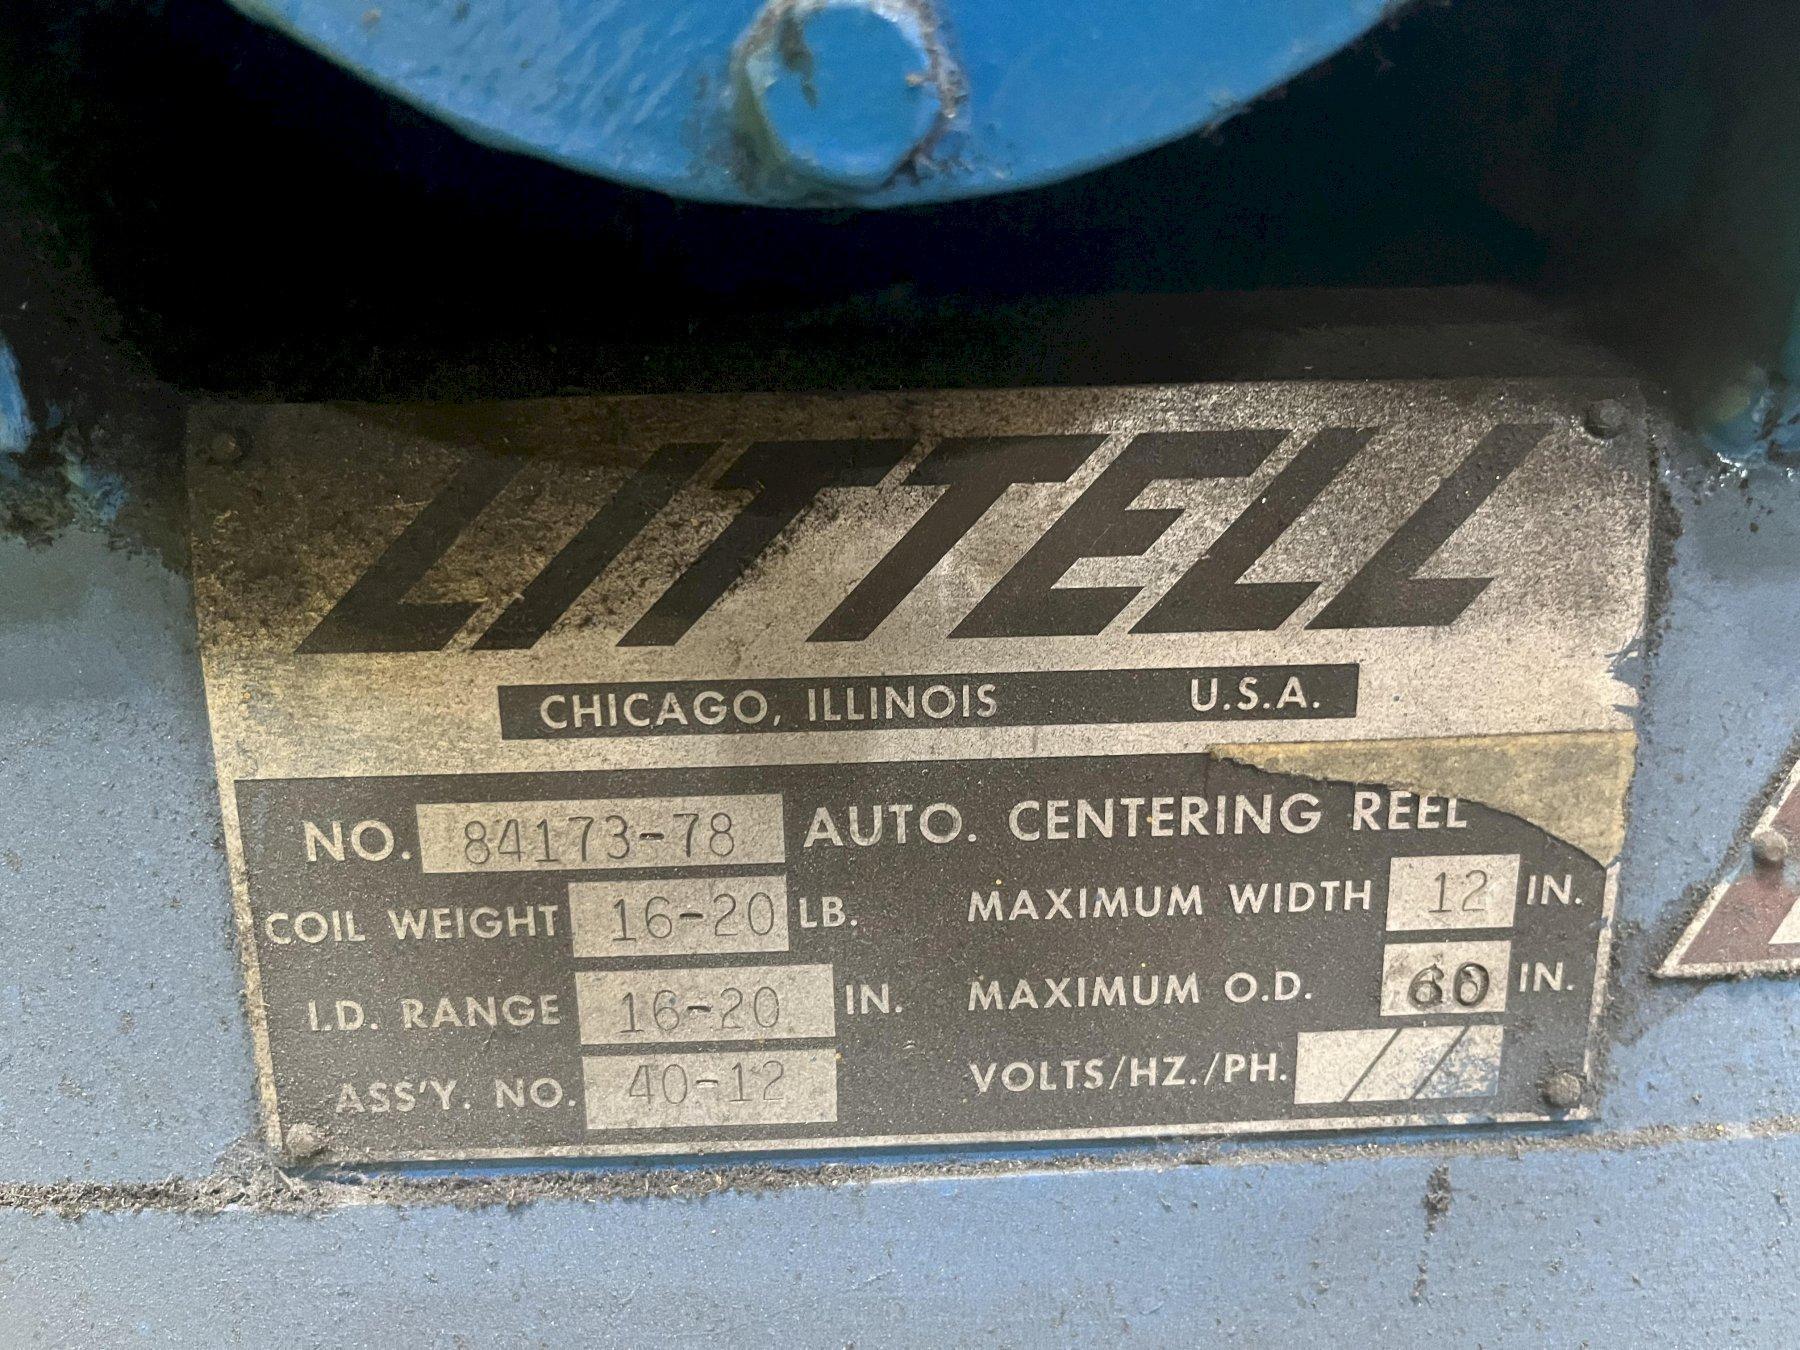 LITTELL
CHICAGO, ILLINOIS U.S.A.
NO. 84173-78 AUTO. CENTERING REEL
COIL WEIGHT 16-20 LB. MAXIMUM WIDTH 12 IN.
I.D. RANGE 16-20 IN. MAXIMUM O.D. 60 IN.
ASS'Y. NO. 40-12 VOLTS/HZ./PH. / /